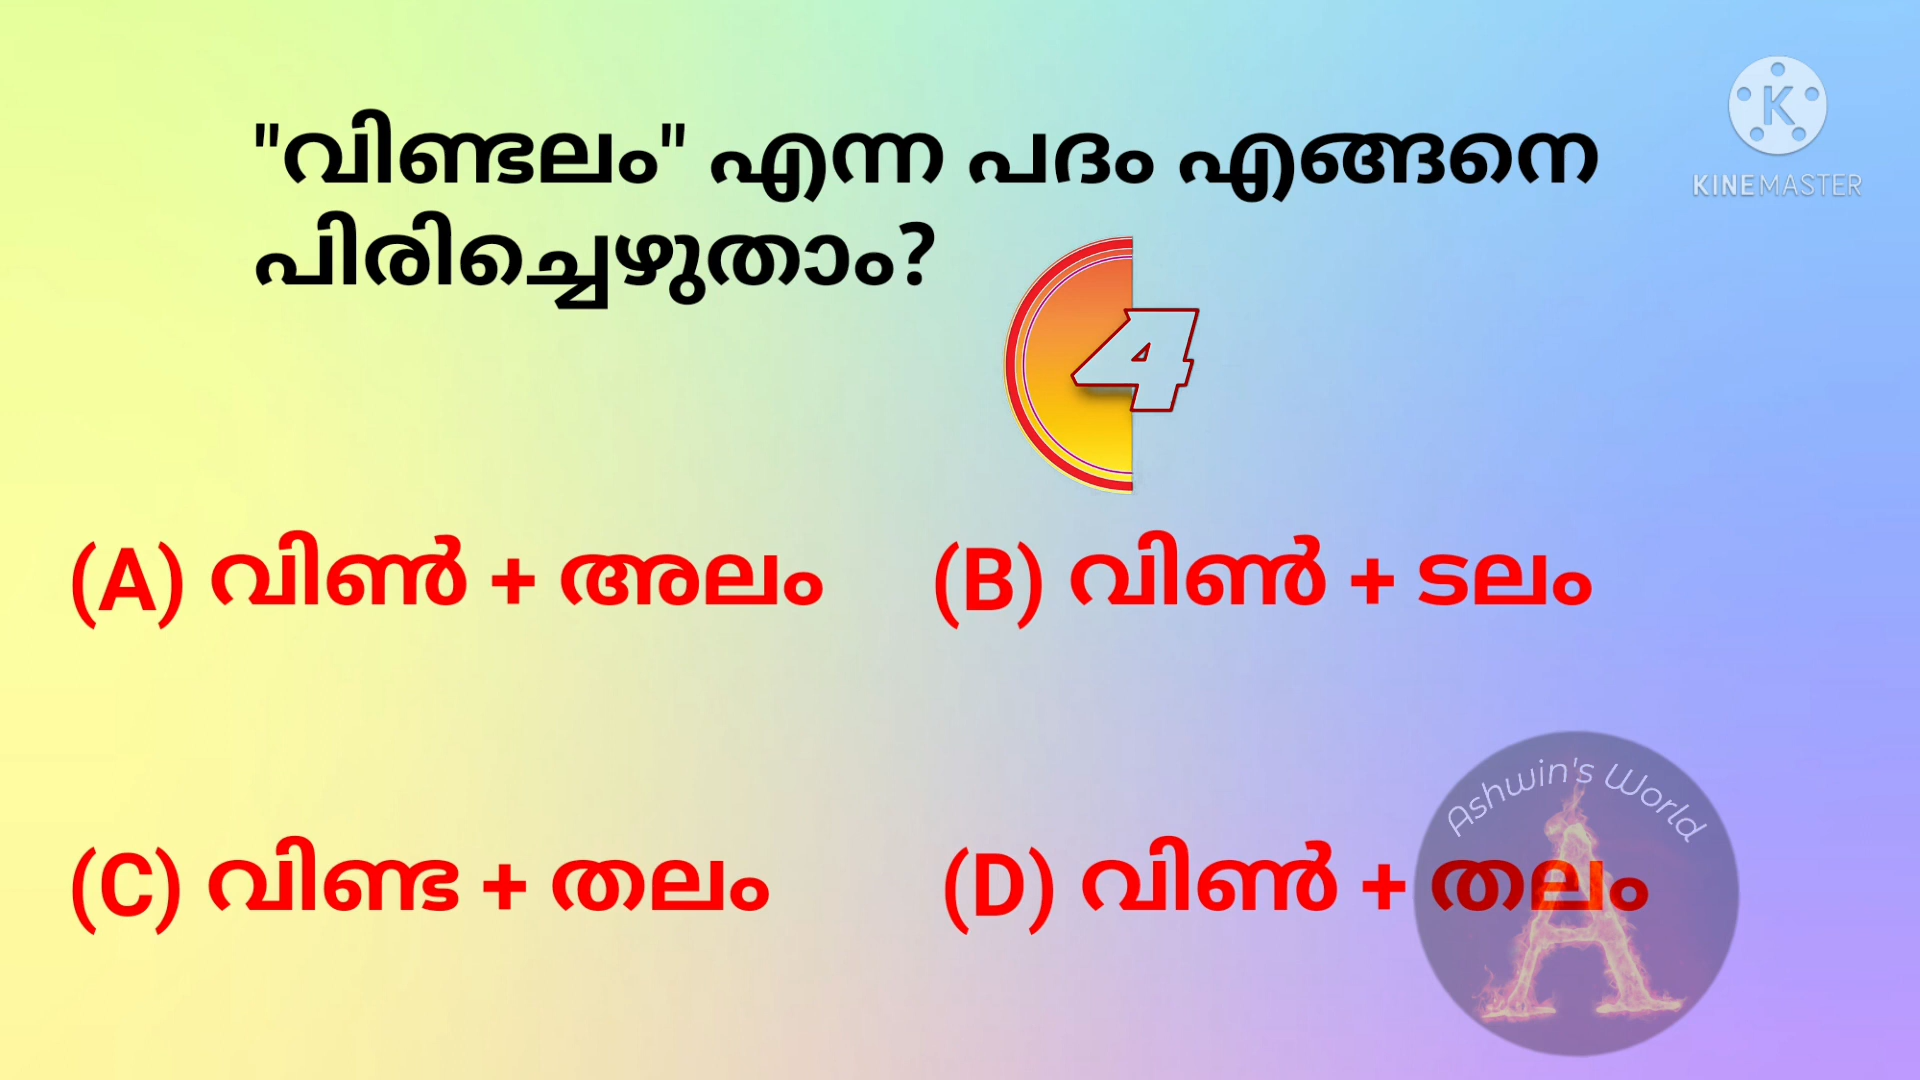 "വിണ്ടലം" എന്ന പദം എങ്ങനെ
പിരിച്ചെഴുതാം?
K
KINEMASTER
4
(A) വിൺ + അലം
(B) വിൺ + ടലം
(C) വിണ്ട + തലം
(D) വിൺ + തലം
Ashwin's World
A